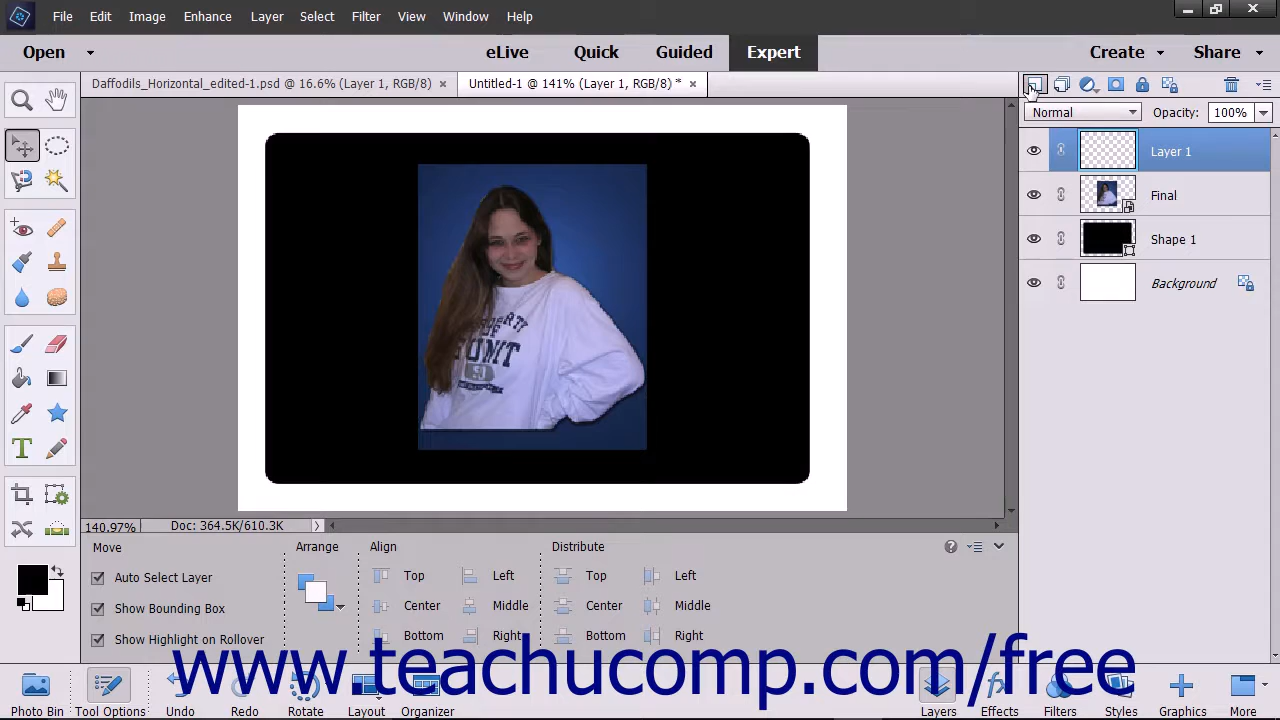 File Edit Image Enhance Layer Select Filter View Window Help
Open eLive Quick Guided Expert Create Share
Daffodils_Horizontal_edited-1.psd @ 16.6% (Layer 1, RGB/8) × Untitled-1 @ 141% (Layer 1, RGB/8) * ×
Normal Opacity: 100%
Layer 1
Final
Shape 1
Background
PROPERTY
OF
140.97% Doc: 364.5K/610.3K
Move Arrange Align Distribute
Auto Select Layer Top Left Top Left
Show Bounding Box Center Middle Center Middle
Show Highlight on Rollover Bottom Right Bottom Right
www.teachucomp.com/free
Photo Bin Tool Options Undo Redo Rotate Layout Organizer Layers Effects Filters Styles Graphics More